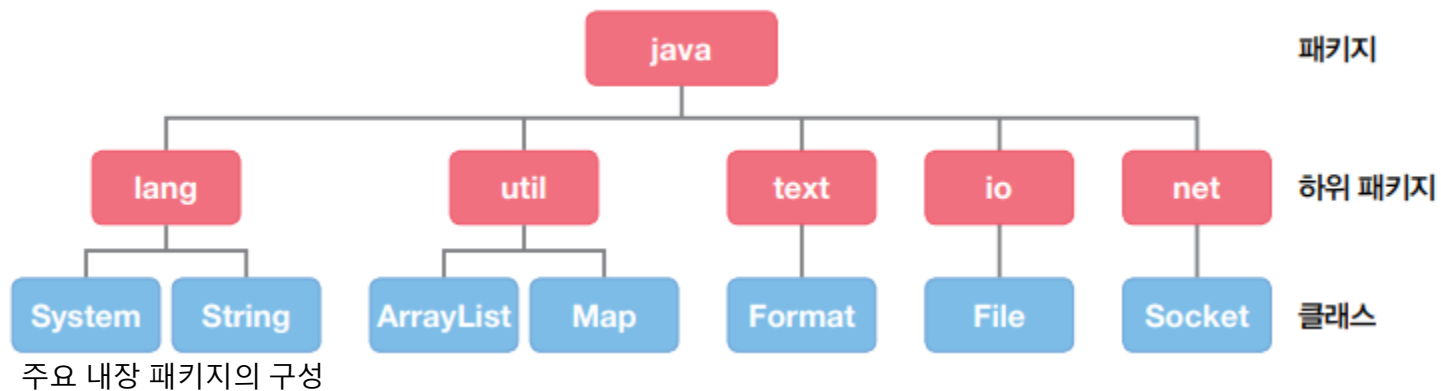 java 패키지
lang util text io net 하위 패키지
System String ArrayList Map Format File Socket 클래스
주요 내장 패키지의 구성